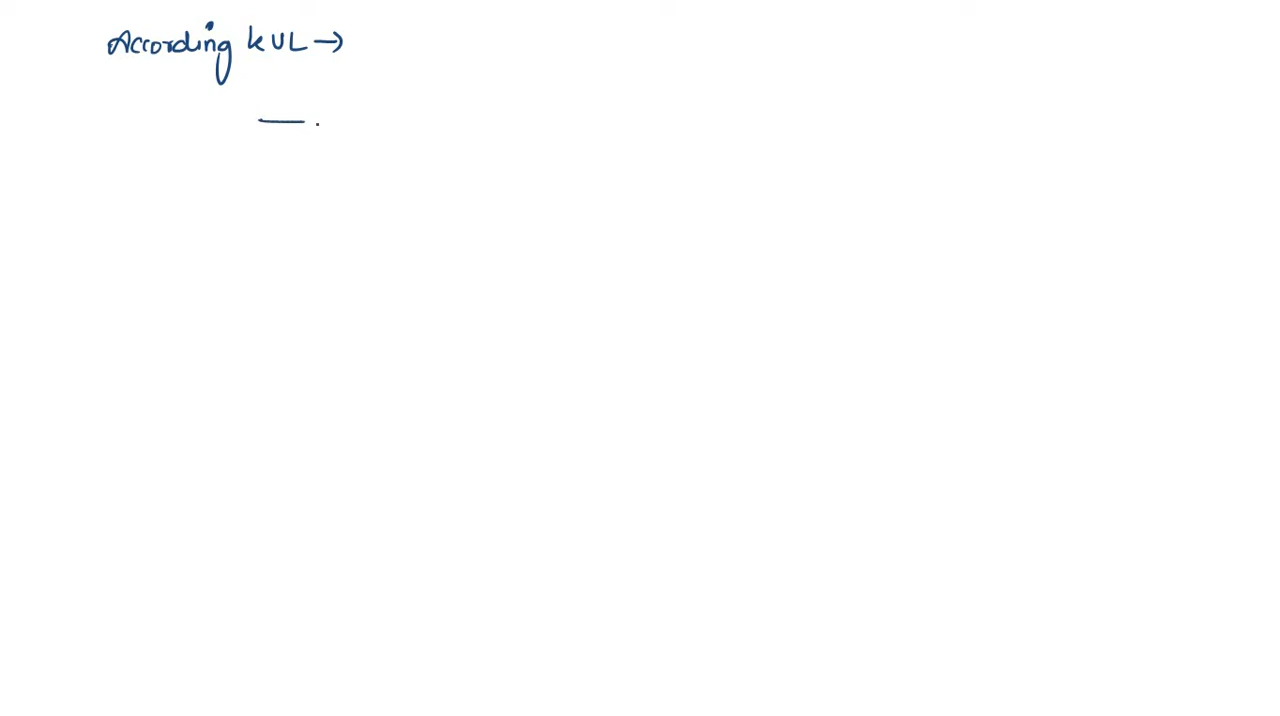 According KVL →
— .